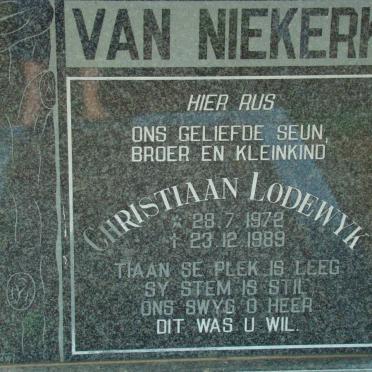 VAN NIEKERK
HIER RUS
ONS GELIEFDE SEUN,
BROER EN KLEINKIND
CHRISTIAAN LODEWYK
* 28.7.1972
† 23.12.1989
TIAAN SE PLEK IS LEEG
SY STEM IS STIL
ONS SWYG O HEER
DIT WAS U WIL.